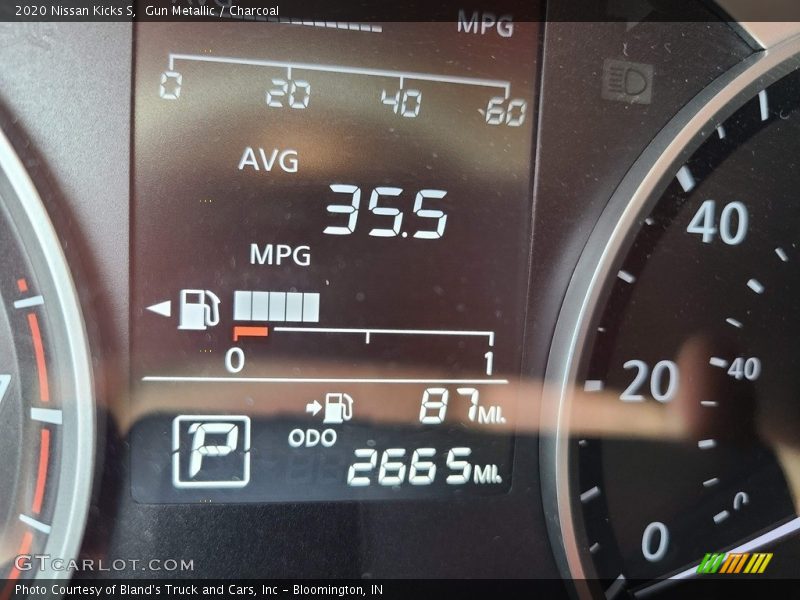 2020 Nissan Kicks S, Gun Metallic / Charcoal
MPG
0 20 40 60
AVG
35.5
MPG
0 1
87 MI.
P
ODO
2665 MI.
40
20
40
0
GTCARLOT.COM
Photo Courtesy of Bland's Truck and Cars, Inc - Bloomington, IN